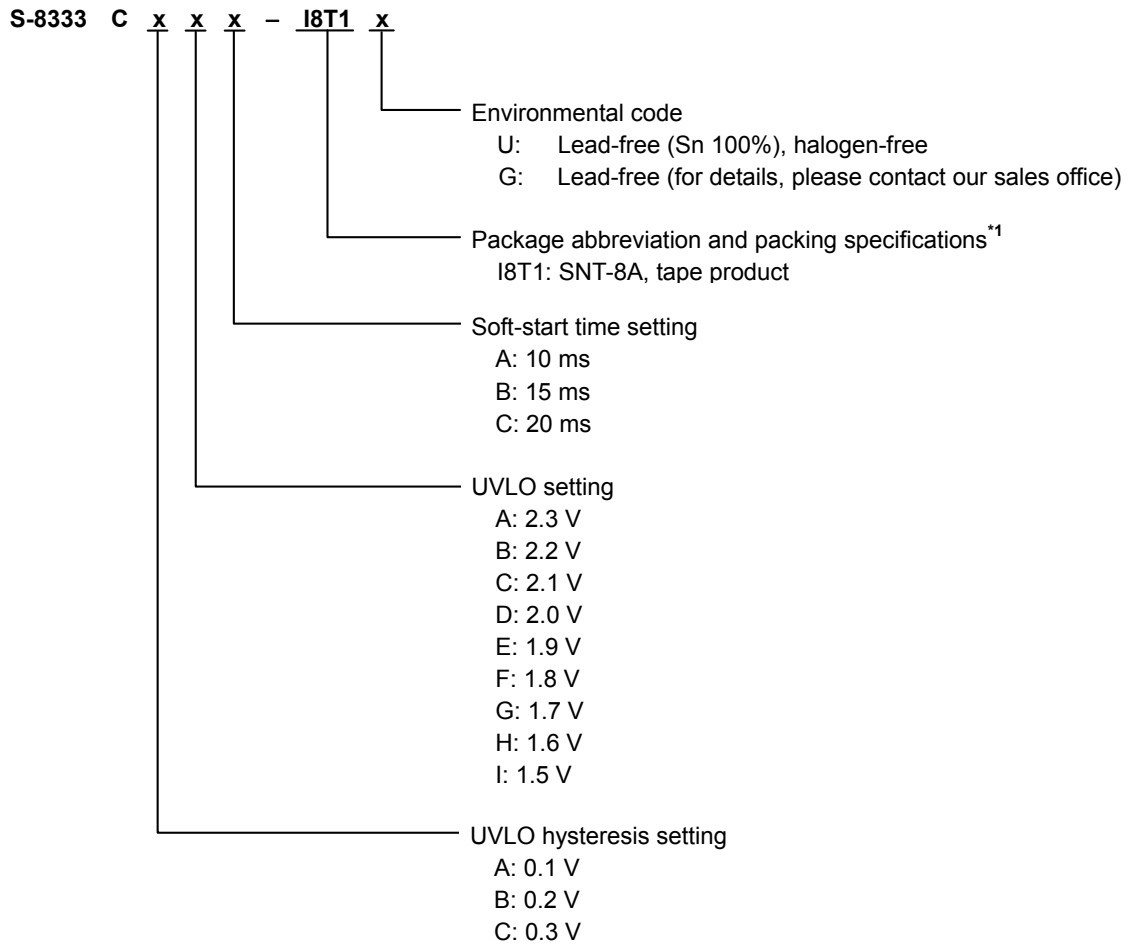 S-8333 C x x x – I8T1 x
Environmental code
U: Lead-free (Sn 100%), halogen-free
G: Lead-free (for details, please contact our sales office)
Package abbreviation and packing specifications*1
I8T1: SNT-8A, tape product
Soft-start time setting
A: 10 ms
B: 15 ms
C: 20 ms
UVLO setting
A: 2.3 V
B: 2.2 V
C: 2.1 V
D: 2.0 V
E: 1.9 V
F: 1.8 V
G: 1.7 V
H: 1.6 V
I: 1.5 V
UVLO hysteresis setting
A: 0.1 V
B: 0.2 V
C: 0.3 V